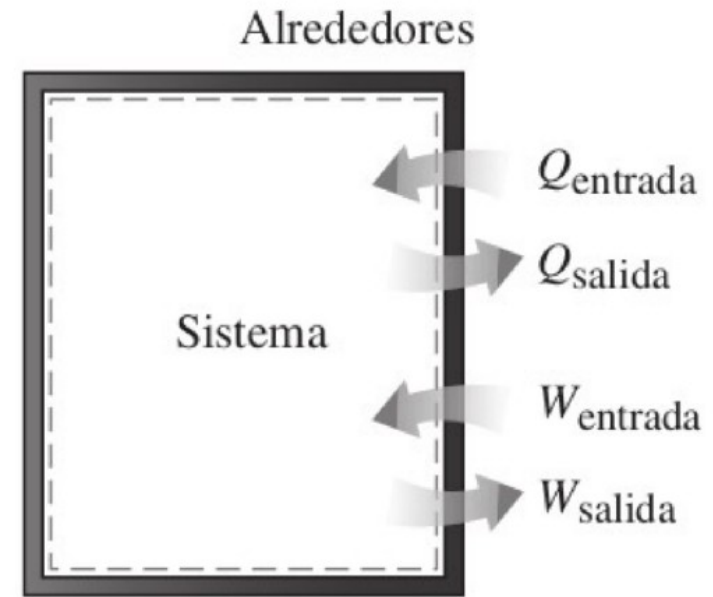 Alrededores
Qentrada
Qsalida
Sistema
Wentrada
Wsalida